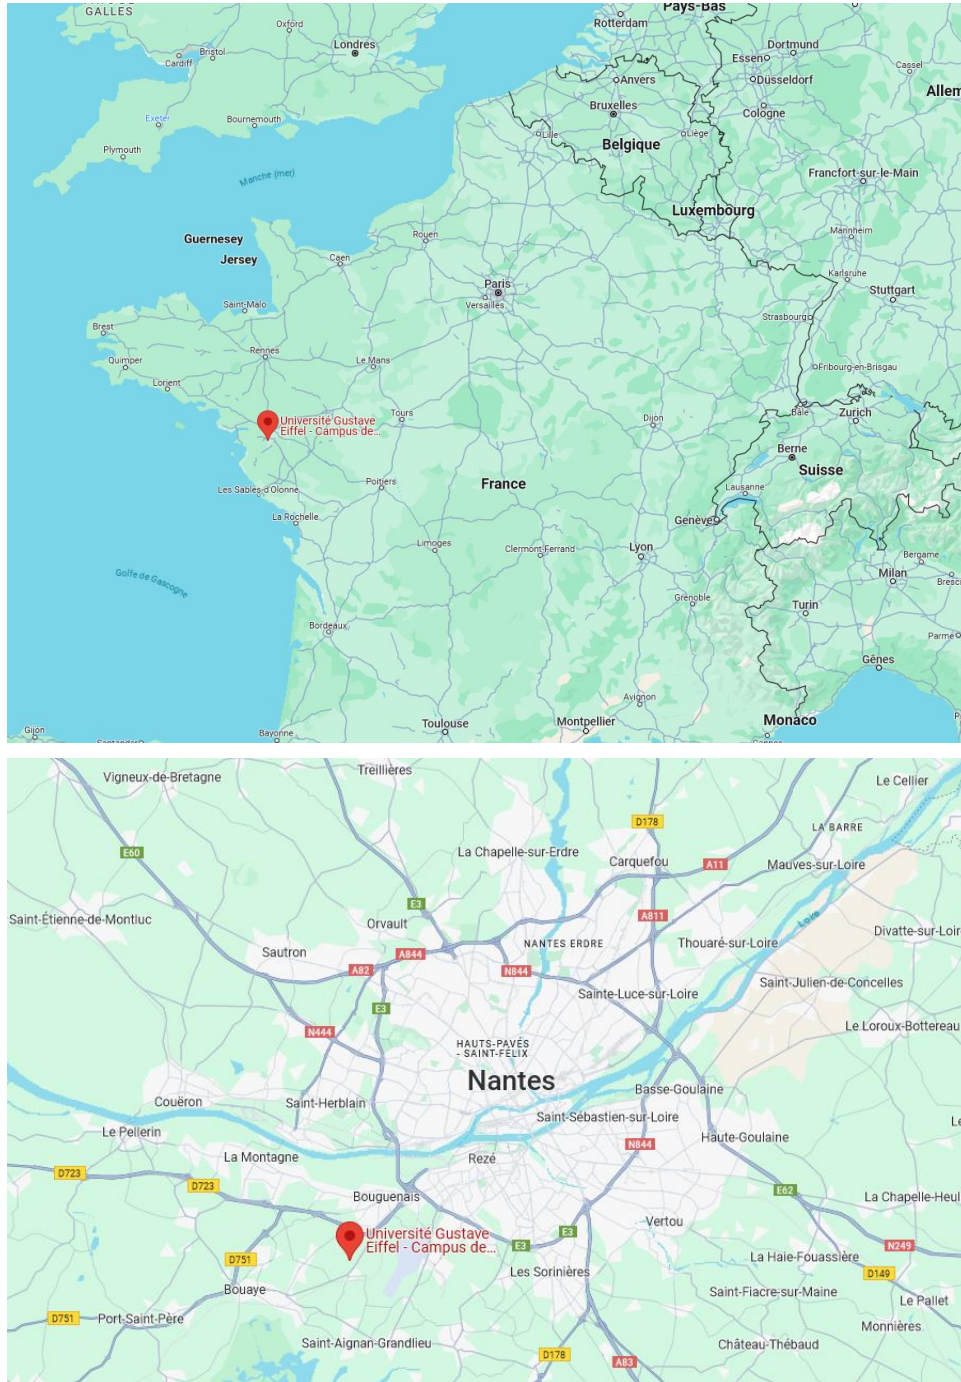 GALLES
Oxford
Londres
Bristol
Cardiff
Exeter
Bournemouth
Plymouth
Manche (mer)
Pays-Bas
Rotterdam
Dortmund
Essen
Düsseldorf
Cassel
Allem
Anvers
Bruxelles
Cologne
Lille
Liège
Belgique
Francfort-sur-le-Main
Luxembourg
Mannheim
Guernesey
Jersey
Rouen
Caen
Karlsruhe
Stuttgart
Paris
Versailles
Saint-Malo
Strasbourg
Brest
Rennes
Quimper
Le Mans
Fribourg-en-Brisgau
Lorient
Tours
Dijon
Bâle
Zurich
Université Gustave
Eiffel - Campus de...
Berne
Suisse
Les Sables-d'Olonne
Poitiers
France
Lausanne
La Rochelle
Genève
Limoges
Clermont-Ferrand
Lyon
Bergame
Milan
Bresc
Golfe de Gascogne
Grenoble
Turin
Bordeaux
Parme
Gênes
Avignon
Gijón
Santander
Bayonne
Toulouse
Montpellier
Monaco
Cannes
Vigneux-de-Bretagne
Treillières
Le Cellier
D178
LA BARRE
E60
La Chapelle-sur-Erdre
Carquefou
A11
Mauves-sur-Loire
E3
Saint-Étienne-de-Montluc
Orvault
A811
Loire
Divatte-sur-Loir
Sautron
A844
NANTES ERDRE
Thouaré-sur-Loire
A82
N844
Saint-Julien-de-Concelles
Sainte-Luce-sur-Loire
E3
N444
Le Loroux-Bottereau
HAUTS-PAVÉS
- SAINT-FÉLIX
Nantes
Basse-Goulaine
Couëron
Saint-Herblain
Saint-Sébastien-sur-Loire
Le Pellerin
Haute-Goulaine
N844
La Montagne
Rezé
D723
D723
Bouguenais
E62
La Chapelle-Heul
Université Gustave
Eiffel - Campus de...
Vertou
E3
E3
N249
D751
La Haie-Fouassière
Les Sorinières
D149
Bouaye
Saint-Fiacre-sur-Maine
Le Pallet
D751
Port-Saint-Père
Monnières
Saint-Aignan-Grandlieu
Château-Thébaud
D178
A83